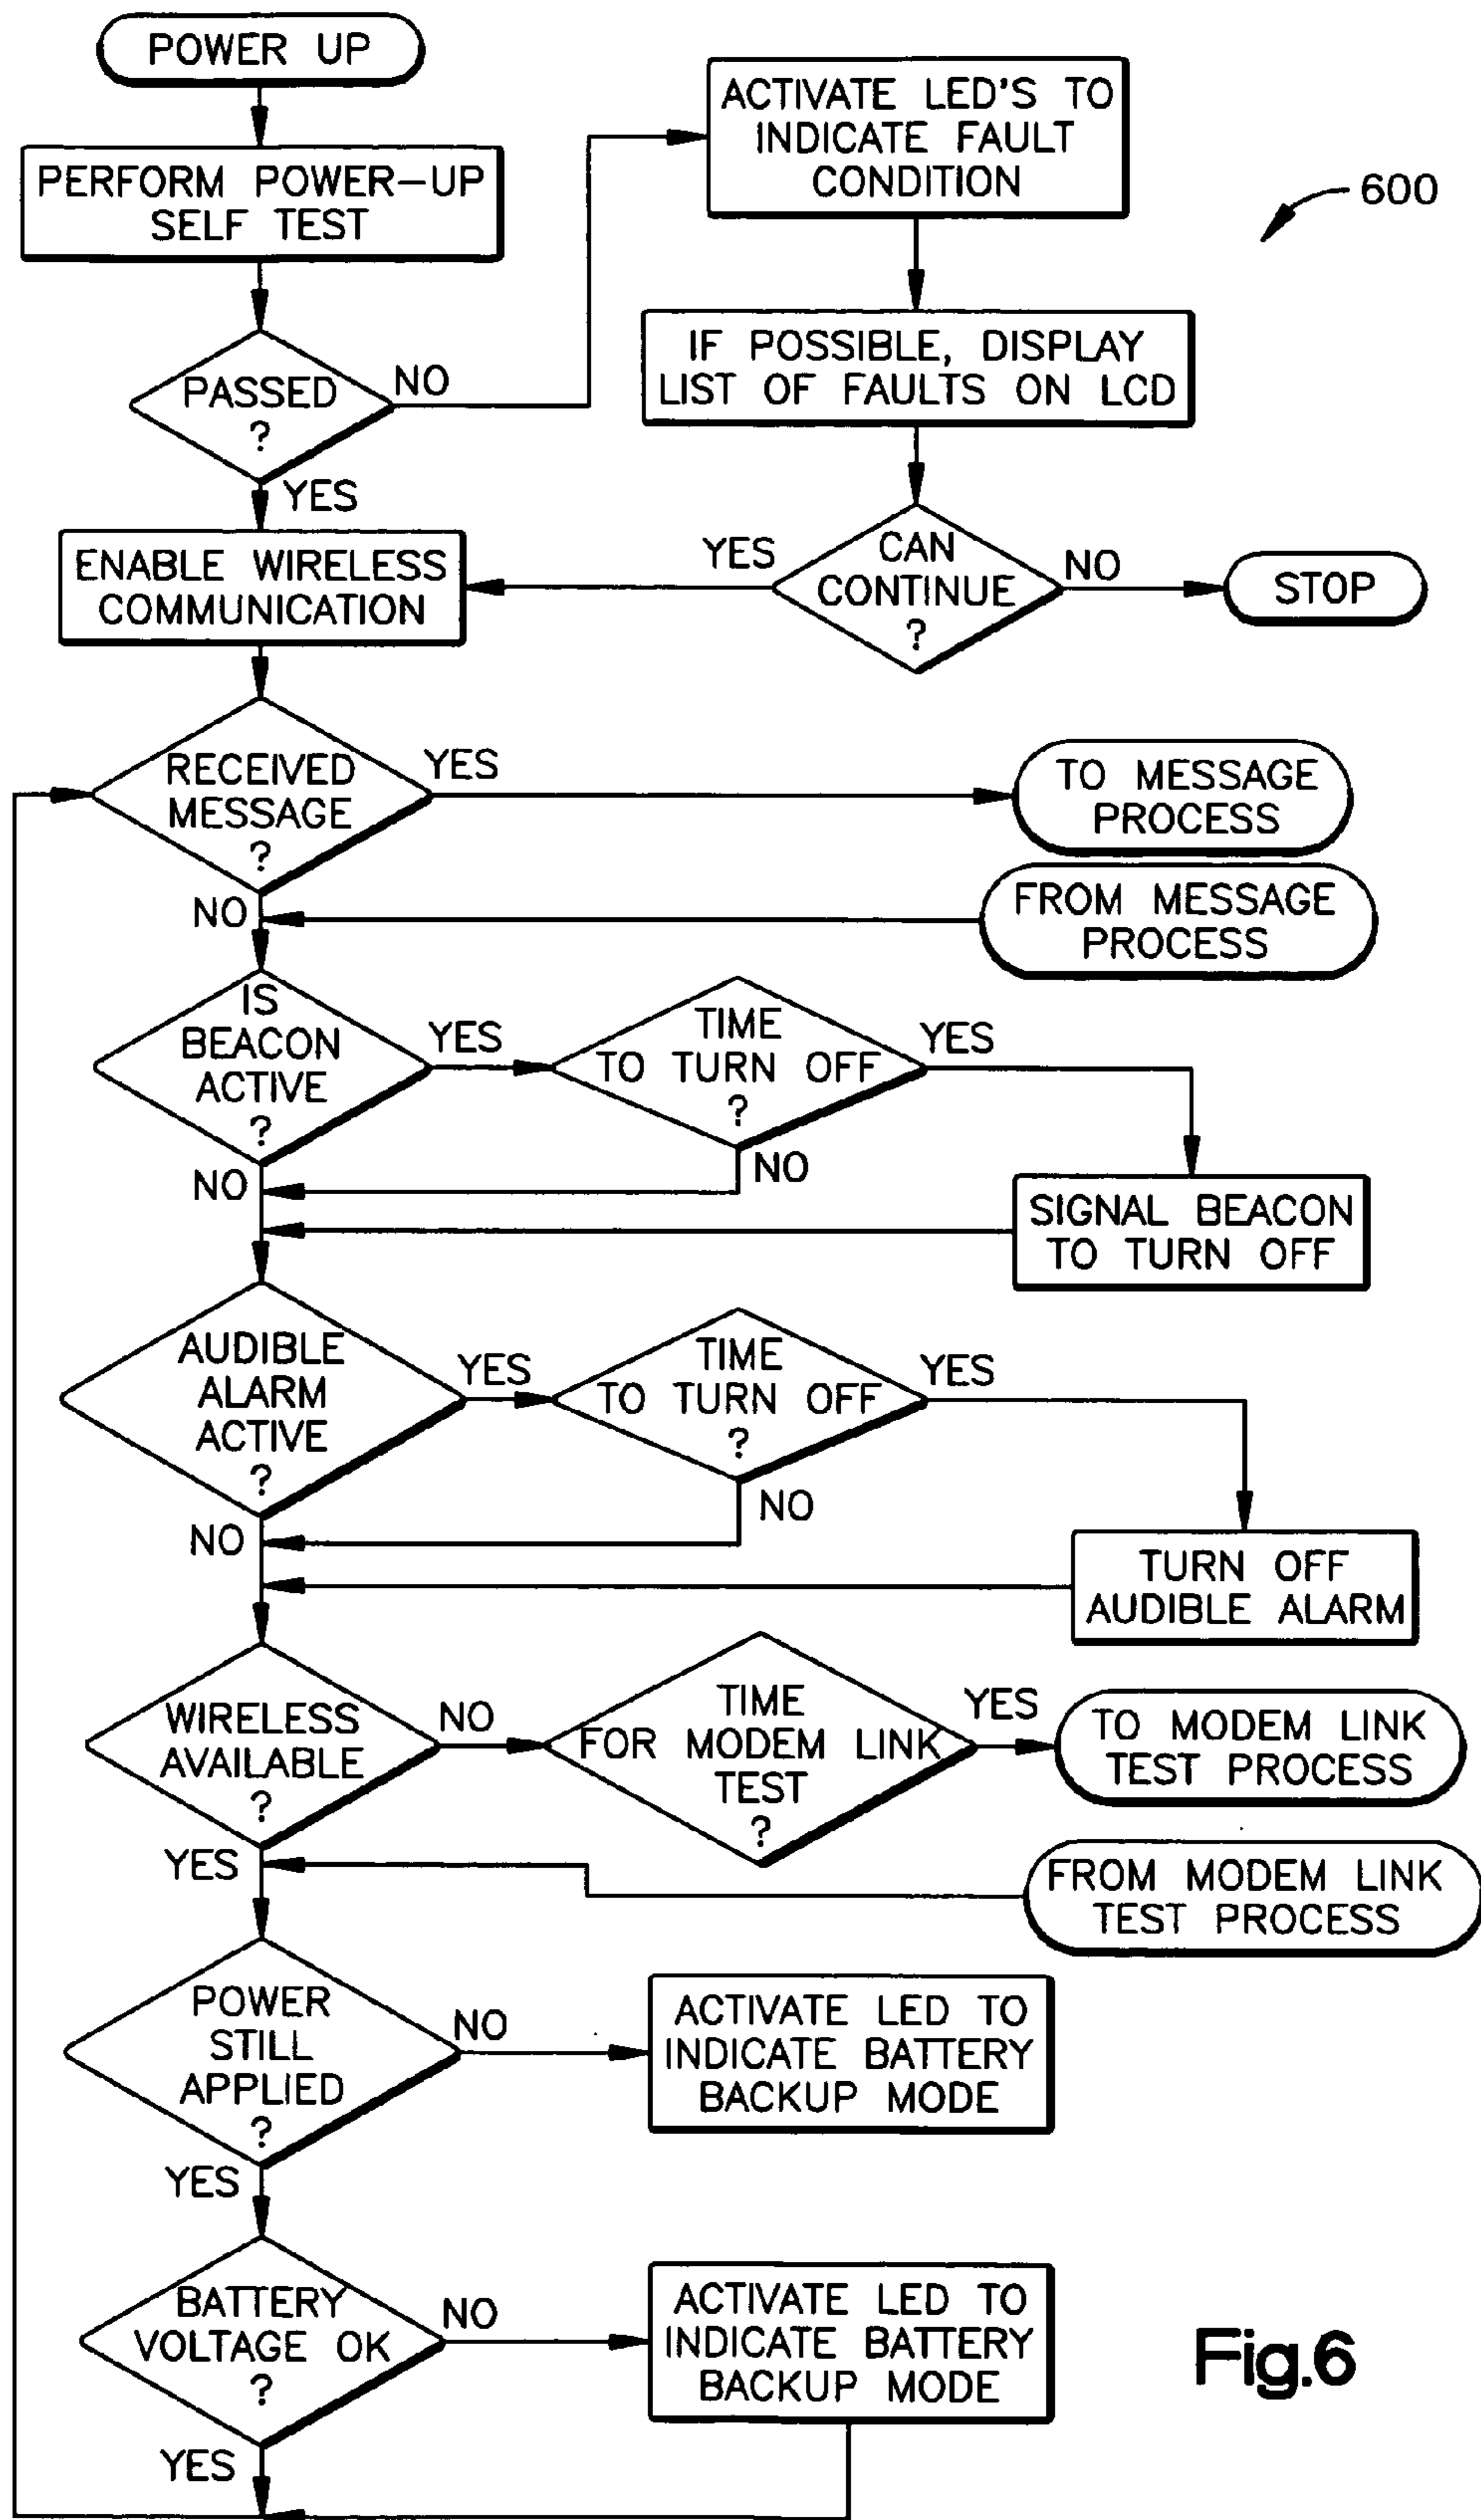 POWER UP
PERFORM POWER-UP
SELF TEST
PASSED
?
NO
YES
ACTIVATE LED'S TO
INDICATE FAULT
CONDITION
600
IF POSSIBLE, DISPLAY
LIST OF FAULTS ON LCD
CAN
CONTINUE
?
YES
NO
STOP
ENABLE WIRELESS
COMMUNICATION
RECEIVED
MESSAGE
?
YES
TO MESSAGE
PROCESS
NO
FROM MESSAGE
PROCESS
IS
BEACON
ACTIVE
?
YES
TIME
TO TURN OFF
?
YES
NO
NO
SIGNAL BEACON
TO TURN OFF
AUDIBLE
ALARM
ACTIVE
?
YES
TIME
TO TURN OFF
?
YES
NO
NO
TURN OFF
AUDIBLE ALARM
WIRELESS
AVAILABLE
?
NO
TIME
FOR MODEM LINK
TEST
?
YES
TO MODEM LINK
TEST PROCESS
YES
FROM MODEM LINK
TEST PROCESS
POWER
STILL
APPLIED
?
NO
ACTIVATE LED TO
INDICATE BATTERY
BACKUP MODE
YES
BATTERY
VOLTAGE OK
?
NO
ACTIVATE LED TO
INDICATE BATTERY
BACKUP MODE
YES
Fig.6